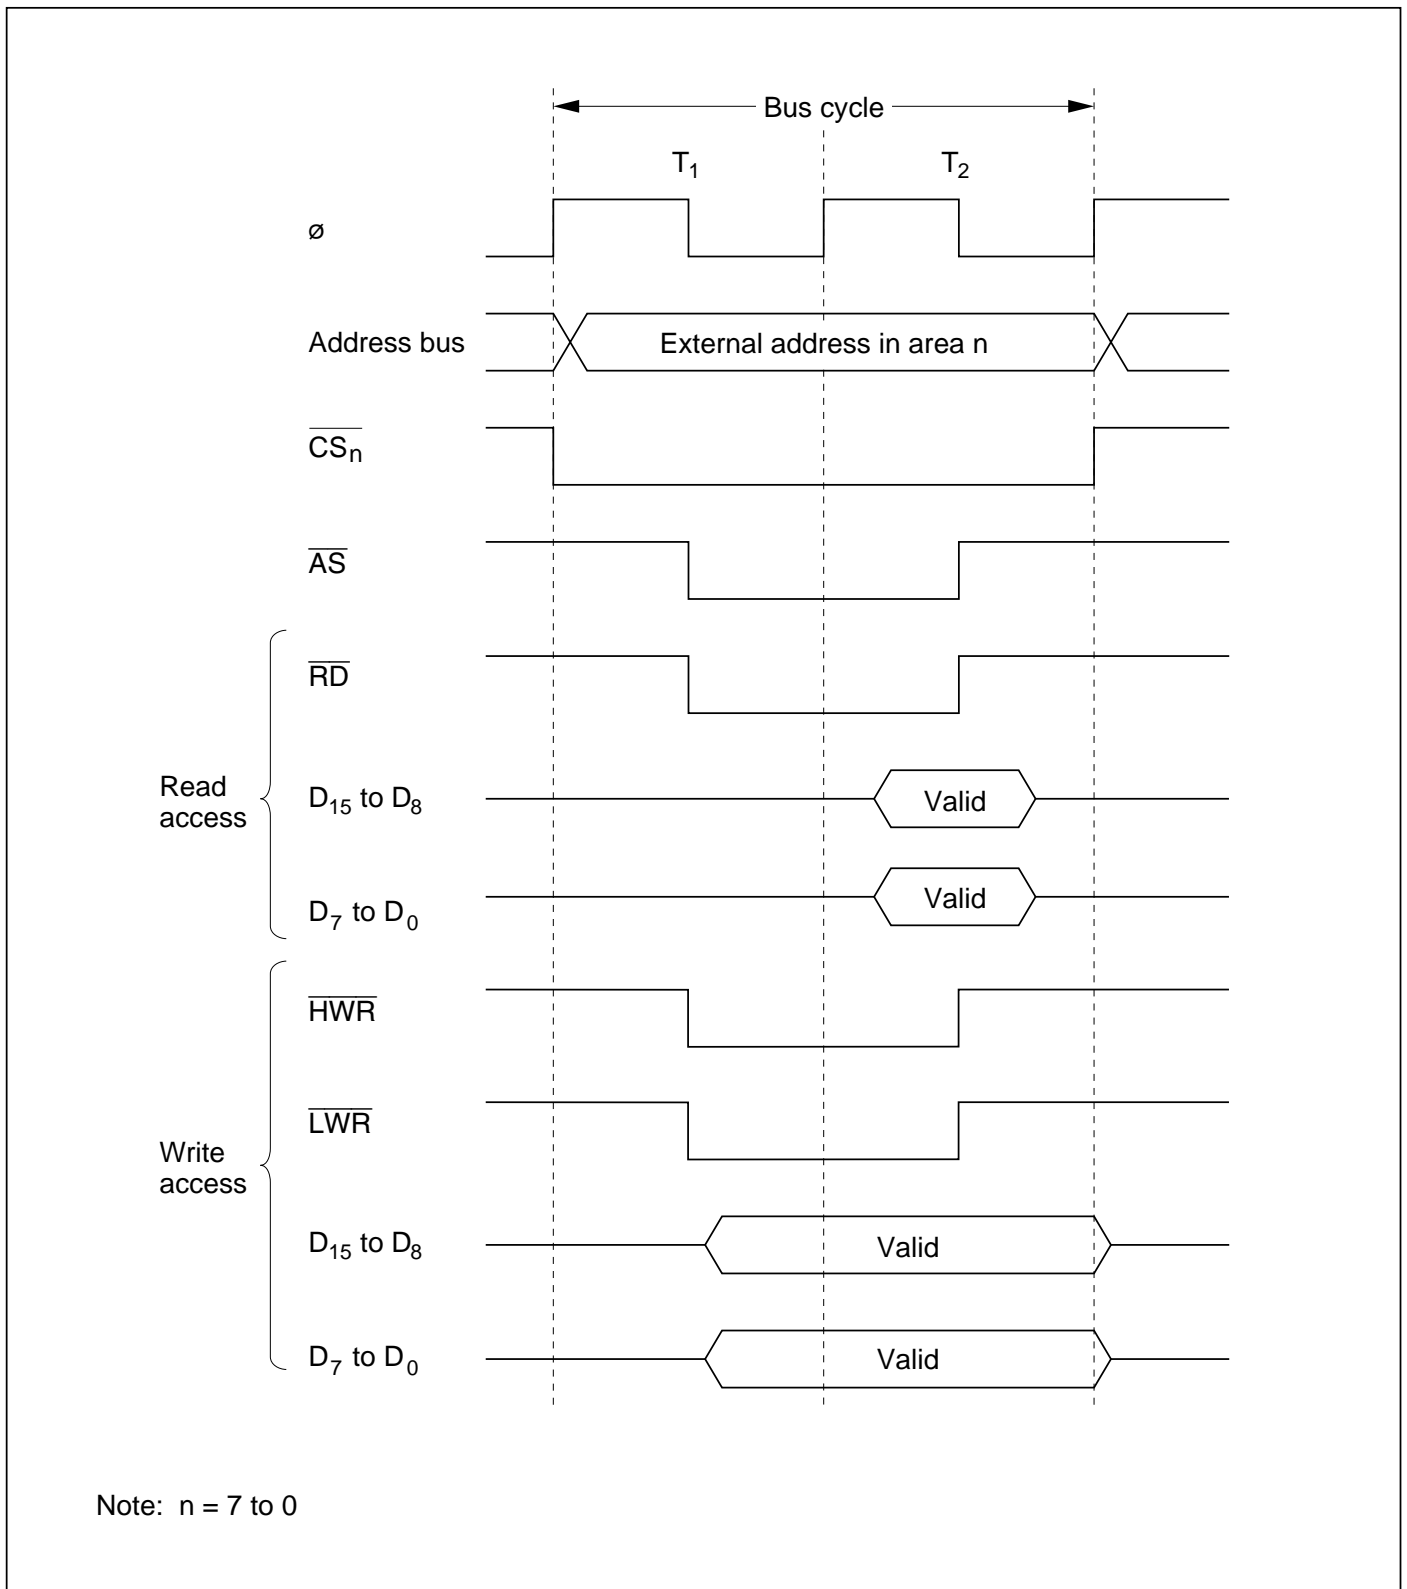 Bus cycle
T1 T2
ø
Address bus External address in area n
CSn
AS
RD
Read access
D15 to D8 Valid
D7 to D0 Valid
HWR
LWR
Write access
D15 to D8 Valid
D7 to D0 Valid
Note: n = 7 to 0